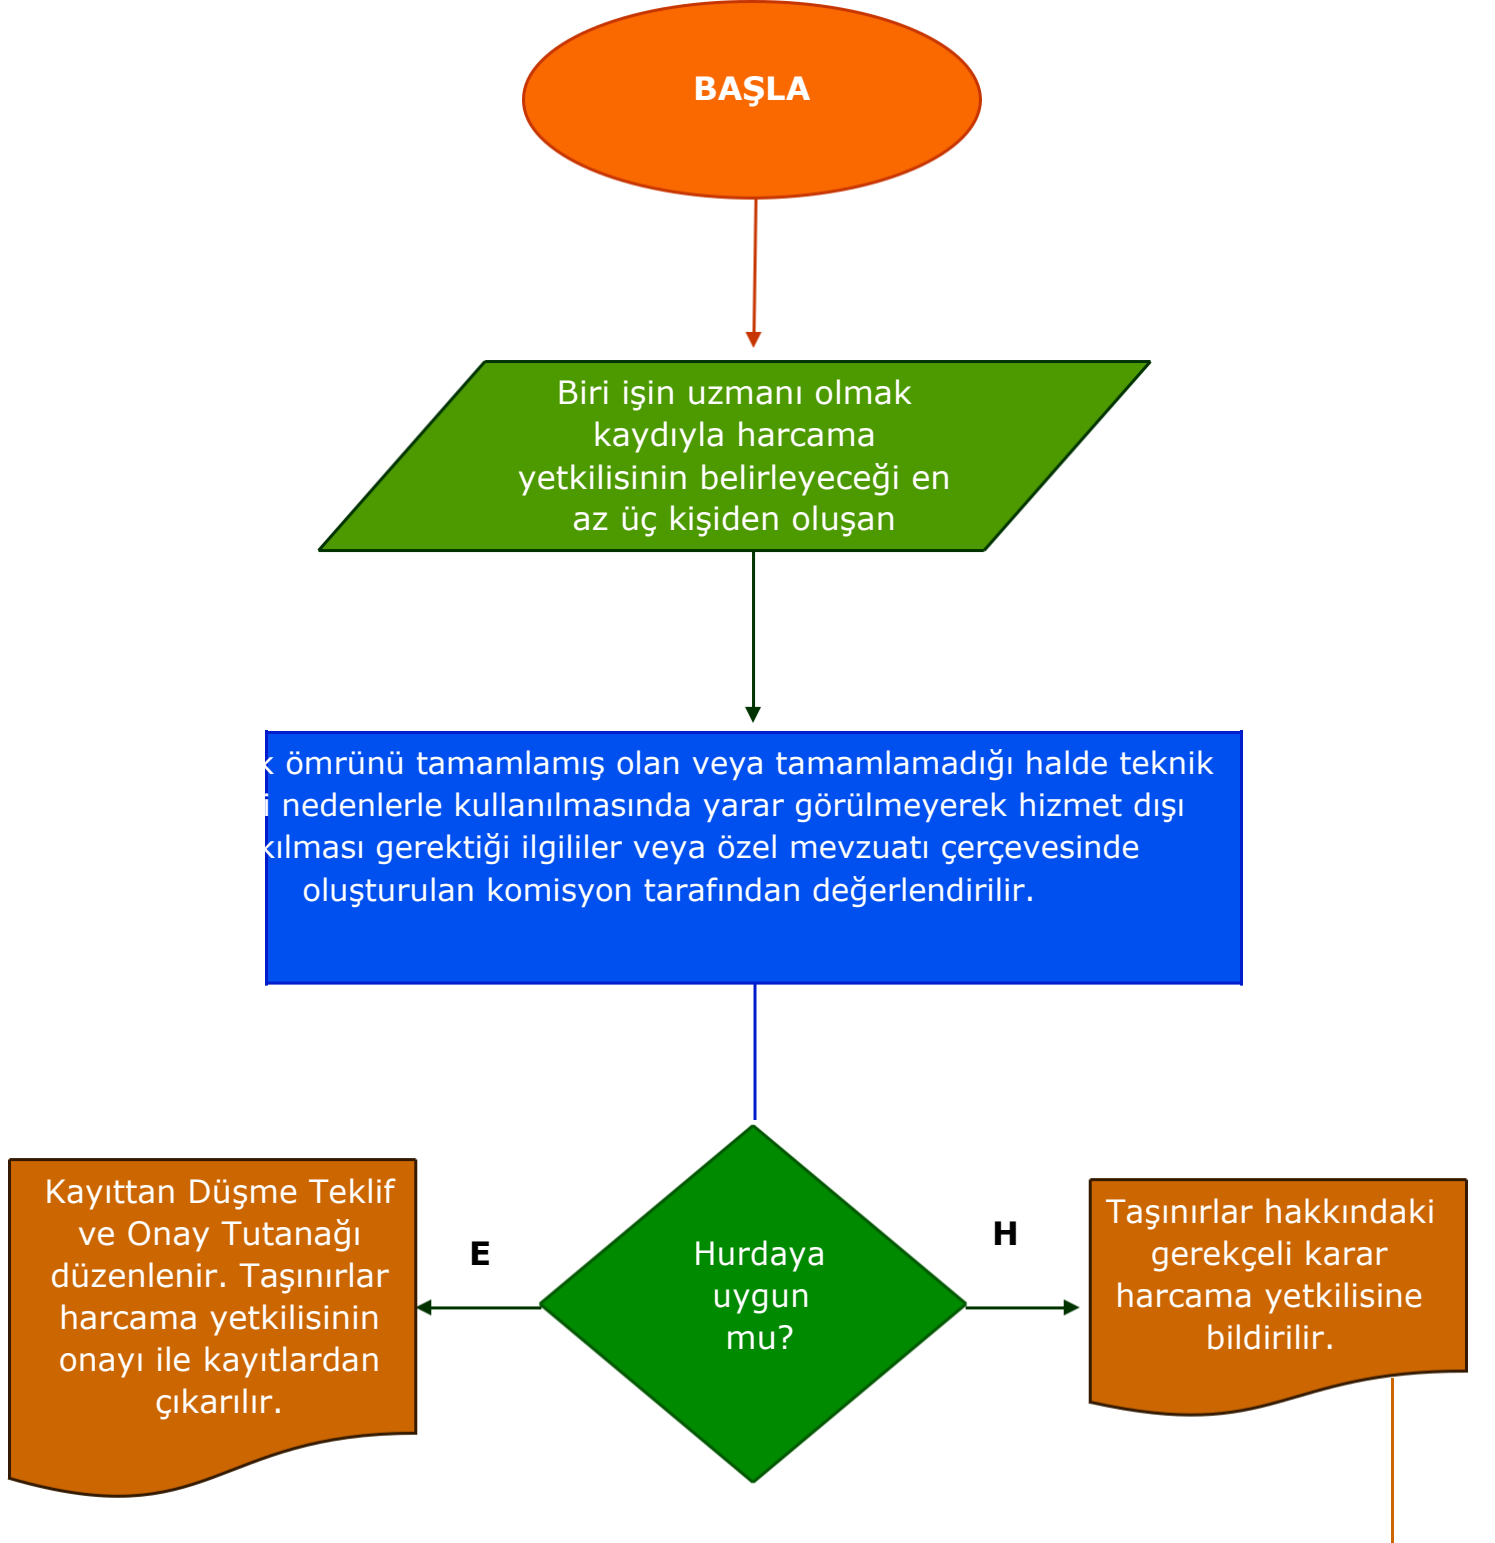 BAŞLA
Biri işin uzmanı olmak
kaydıyla harcama
yetkilisinin belirleyeceği en
az üç kişiden oluşan
ömrünü tamamlamış olan veya tamamlamadığı halde teknik
nedenlerle kullanılmasında yarar görülmeyerek hizmet dışı
kılması gerektiği ilgililer veya özel mevzuatı çerçevesinde
oluşturulan komisyon tarafından değerlendirilir.
Kayıttan Düşme Teklif
ve Onay Tutanağı
düzenlenir. Taşınırlar
harcama yetkilisinin
onayı ile kayıtlardan
çıkarılır.
E
Hurdaya
uygun
mu?
H
Taşınırlar hakkındaki
gerekçeli karar
harcama yetkilisine
bildirilir.